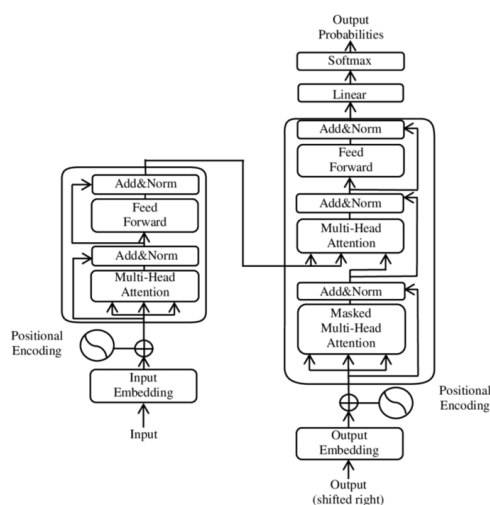 Output
Probabilities
Softmax
Linear
Add&Norm
Feed
Forward
Add&Norm
Multi-Head
Attention
Add&Norm
Masked
Multi-Head
Attention
Positional
Encoding
Output
Embedding
Output
(shifted right)
Add&Norm
Feed
Forward
Add&Norm
Multi-Head
Attention
Positional
Encoding
Input
Embedding
Input